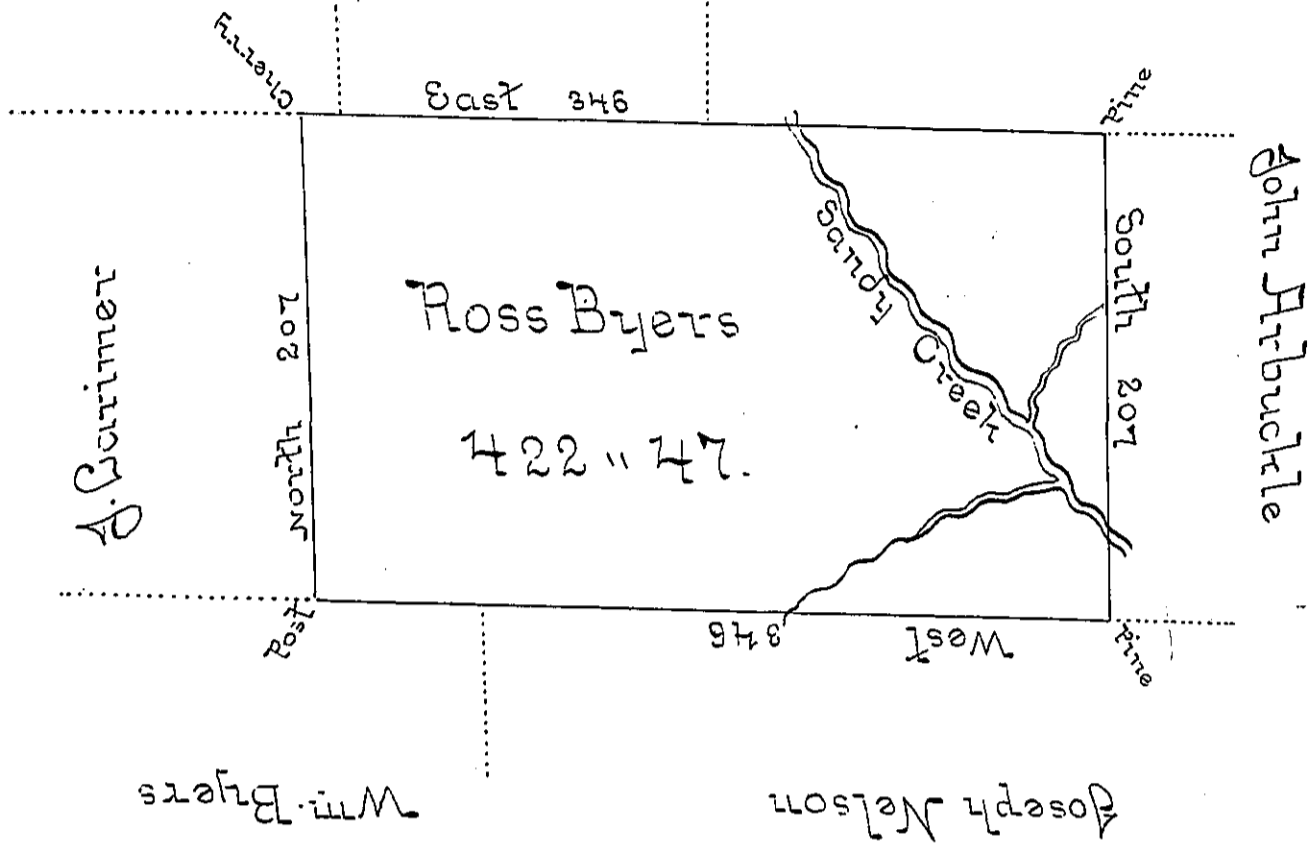 Cherry
East 346
Pine
John Arbuckle
South 207
Sandy Creek
Ross Byers
422 " 47.
North 207
J. Larimer
Post
346
West
Pine
Wm. Byers
Joseph Nelson